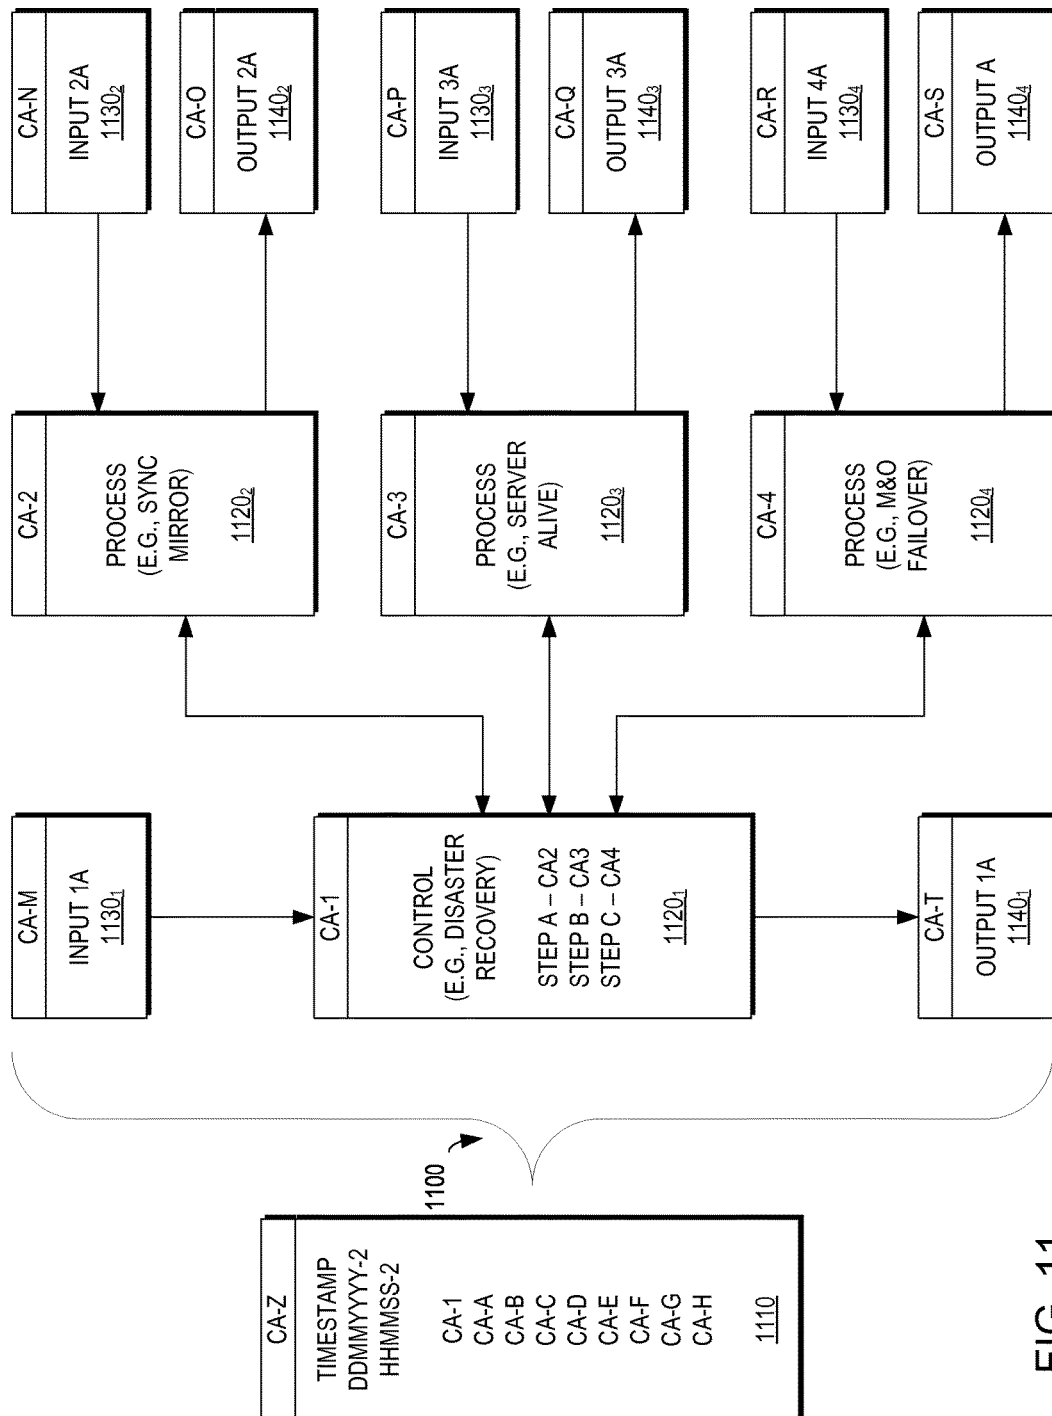 CA-Z
TIMESTAMP
DDMMYYYY-2
HHMMSS-2
CA-1
CA-A
CA-B
CA-C
CA-D
CA-E
CA-F
CA-G
CA-H
1110
1100
CA-M
INPUT 1A
1130₁
CA-1
CONTROL
(E.G., DISASTER
RECOVERY)
STEP A – CA2
STEP B – CA3
STEP C – CA4
1120₁
CA-T
OUTPUT 1A
1140₁
CA-2
PROCESS
(E.G., SYNC
MIRROR)
1120₂
CA-3
PROCESS
(E.G., SERVER
ALIVE)
1120₃
CA-4
PROCESS
(E.G., M&O
FAILOVER)
1120₄
CA-N
INPUT 2A
1130₂
CA-O
OUTPUT 2A
1140₂
CA-P
INPUT 3A
1130₃
CA-Q
OUTPUT 3A
1140₃
CA-R
INPUT 4A
1130₄
CA-S
OUTPUT A
1140₄
FIG. 11